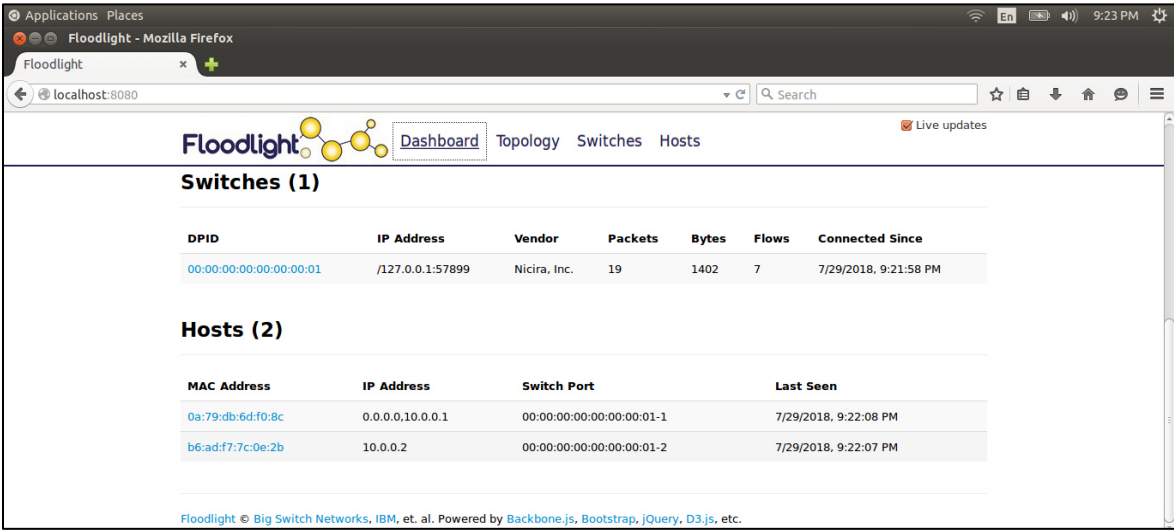 Applications Places En 9:23 PM
Floodlight - Mozilla Firefox
Floodlight
localhost:8080 Search
Floodlight Dashboard Topology Switches Hosts Live updates
Switches (1)
DPID IP Address Vendor Packets Bytes Flows Connected Since
00:00:00:00:00:00:00:01 /127.0.0.1:57899 Nicira, Inc. 19 1402 7 7/29/2018, 9:21:58 PM
Hosts (2)
MAC Address IP Address Switch Port Last Seen
0a:79:db:6d:f0:8c 0.0.0.0,10.0.0.1 00:00:00:00:00:00:00:01-1 7/29/2018, 9:22:08 PM
b6:ad:f7:7c:0e:2b 10.0.0.2 00:00:00:00:00:00:00:01-2 7/29/2018, 9:22:07 PM
Floodlight © Big Switch Networks, IBM, et. al. Powered by Backbone.js, Bootstrap, jQuery, D3.js, etc.